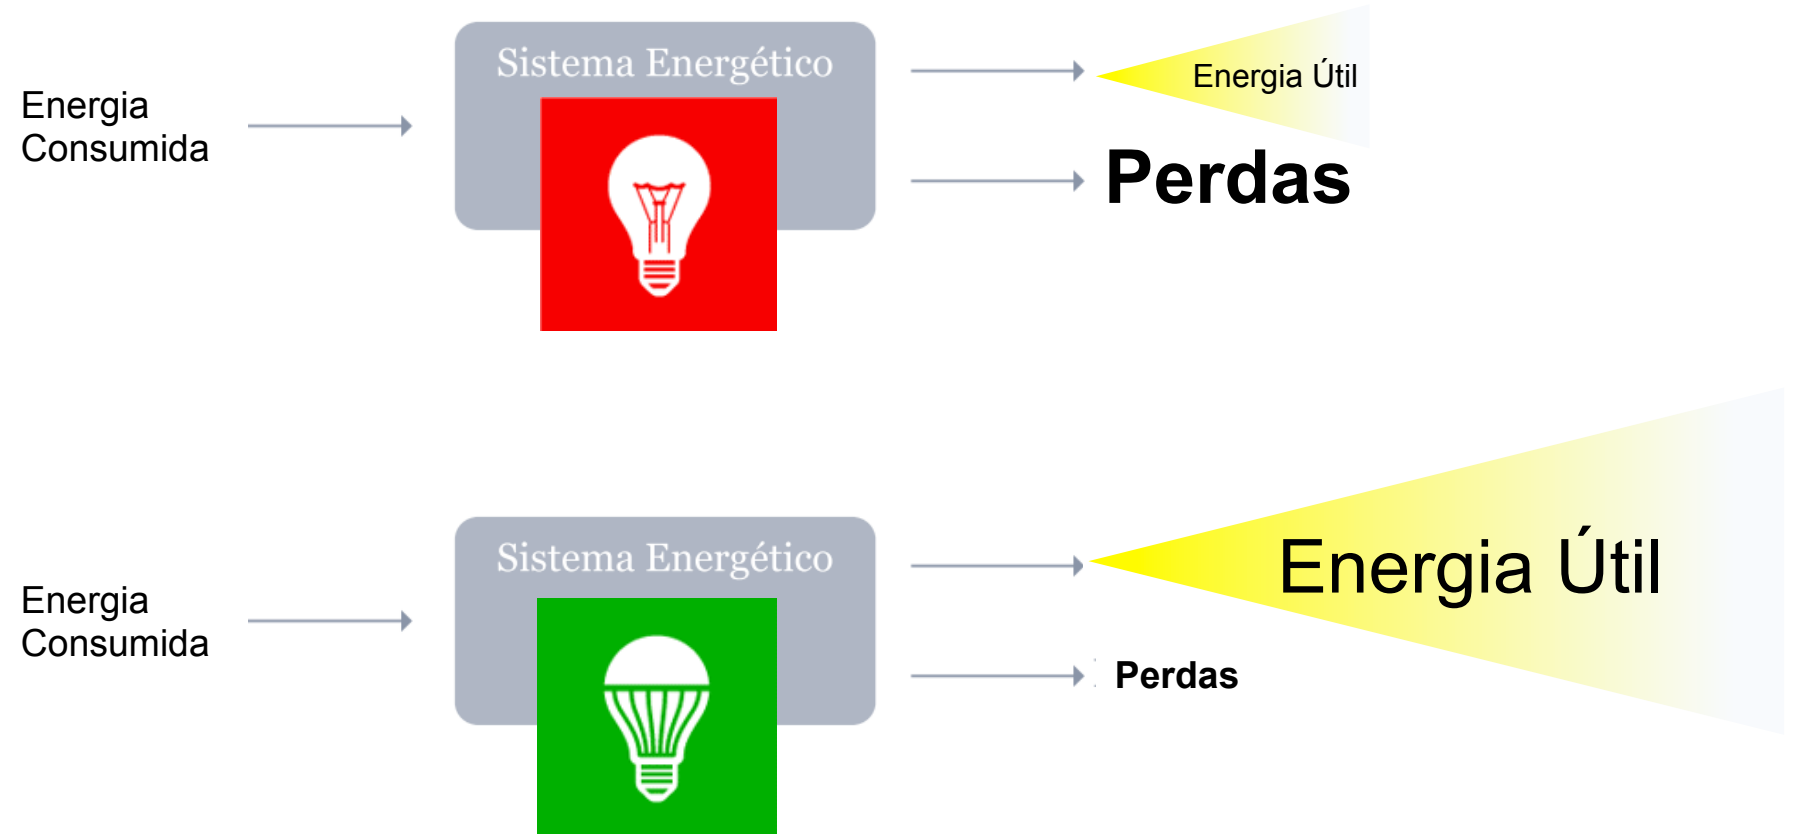 Sistema Energético
Energia
Consumida
Energia Útil
Perdas
Sistema Energético
Energia
Consumida
Energia Útil
Perdas